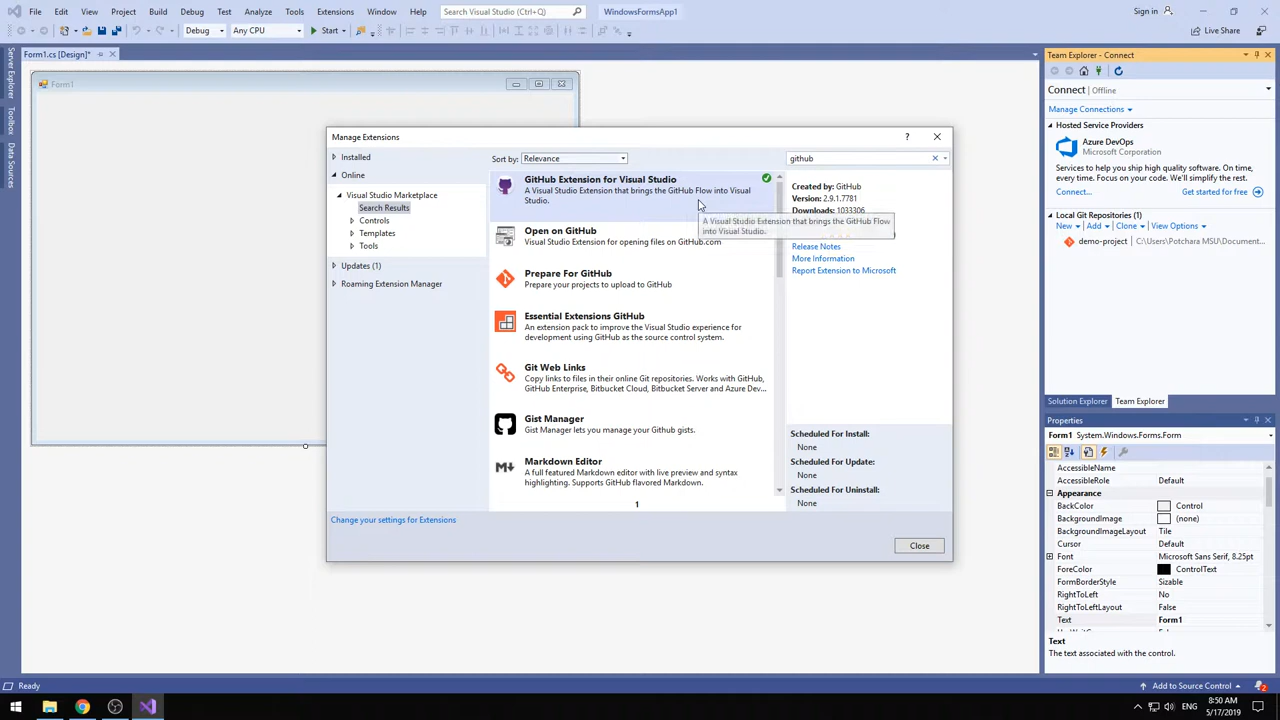 File Edit View Project Build Debug Test Analyze Tools Extensions Window Help Search Visual Studio (Ctrl+Q) WindowsFormsApp1 Sign in
Debug Any CPU Start Live Share
Form1.cs [Design]*
Server Explorer
Toolbox
Data Sources
Form1
Manage Extensions
?
Installed
Online
Visual Studio Marketplace
Search Results
Controls
Templates
Tools
Updates (1)
Roaming Extension Manager
Sort by: Relevance
github
GitHub Extension for Visual Studio
A Visual Studio Extension that brings the GitHub Flow into Visual
Studio.
Open on GitHub
Visual Studio Extension for opening files on GitHub.com
Prepare For GitHub
Prepare your projects to upload to GitHub
Essential Extensions GitHub
An extension pack to improve the Visual Studio experience for
development using GitHub as the source control system.
Git Web Links
Copy links to files in their online Git repositories. Works with GitHub,
GitHub Enterprise, Bitbucket Cloud, Bitbucket Server and Azure Dev...
Gist Manager
Gist Manager lets you manage your Github gists.
Markdown Editor
A full featured Markdown editor with live preview and syntax
highlighting. Supports GitHub flavored Markdown.
1
A Visual Studio Extension that brings the GitHub Flow
into Visual Studio.
Created by: GitHub
Version: 2.9.1.7781
Downloads: 1033306
Release Notes
More Information
Report Extension to Microsoft
Scheduled For Install:
None
Scheduled For Update:
None
Scheduled For Uninstall:
None
Change your settings for Extensions
Close
Team Explorer - Connect
Connect | Offline
Manage Connections
Hosted Service Providers
Azure DevOps
Microsoft Corporation
Services to help you ship high quality software. On-time.
Focus on your code. We'll simplify the rest.
Connect... Get started for free
Local Git Repositories (1)
New Add Clone View Options
demo-project C:\Users\Potchara MSU\Document...
Solution Explorer Team Explorer
Properties
Form1 System.Windows.Forms.Form
AccessibleName
AccessibleRole Default
Appearance
BackColor Control
BackgroundImage (none)
BackgroundImageLayout Tile
Cursor Default
Font Microsoft Sans Serif, 8.25pt
ForeColor ControlText
FormBorderStyle Sizable
RightToLeft No
RightToLeftLayout False
Text Form1
Text
The text associated with the control.
Ready Add to Source Control 2
ENG 8:50 AM
5/17/2019